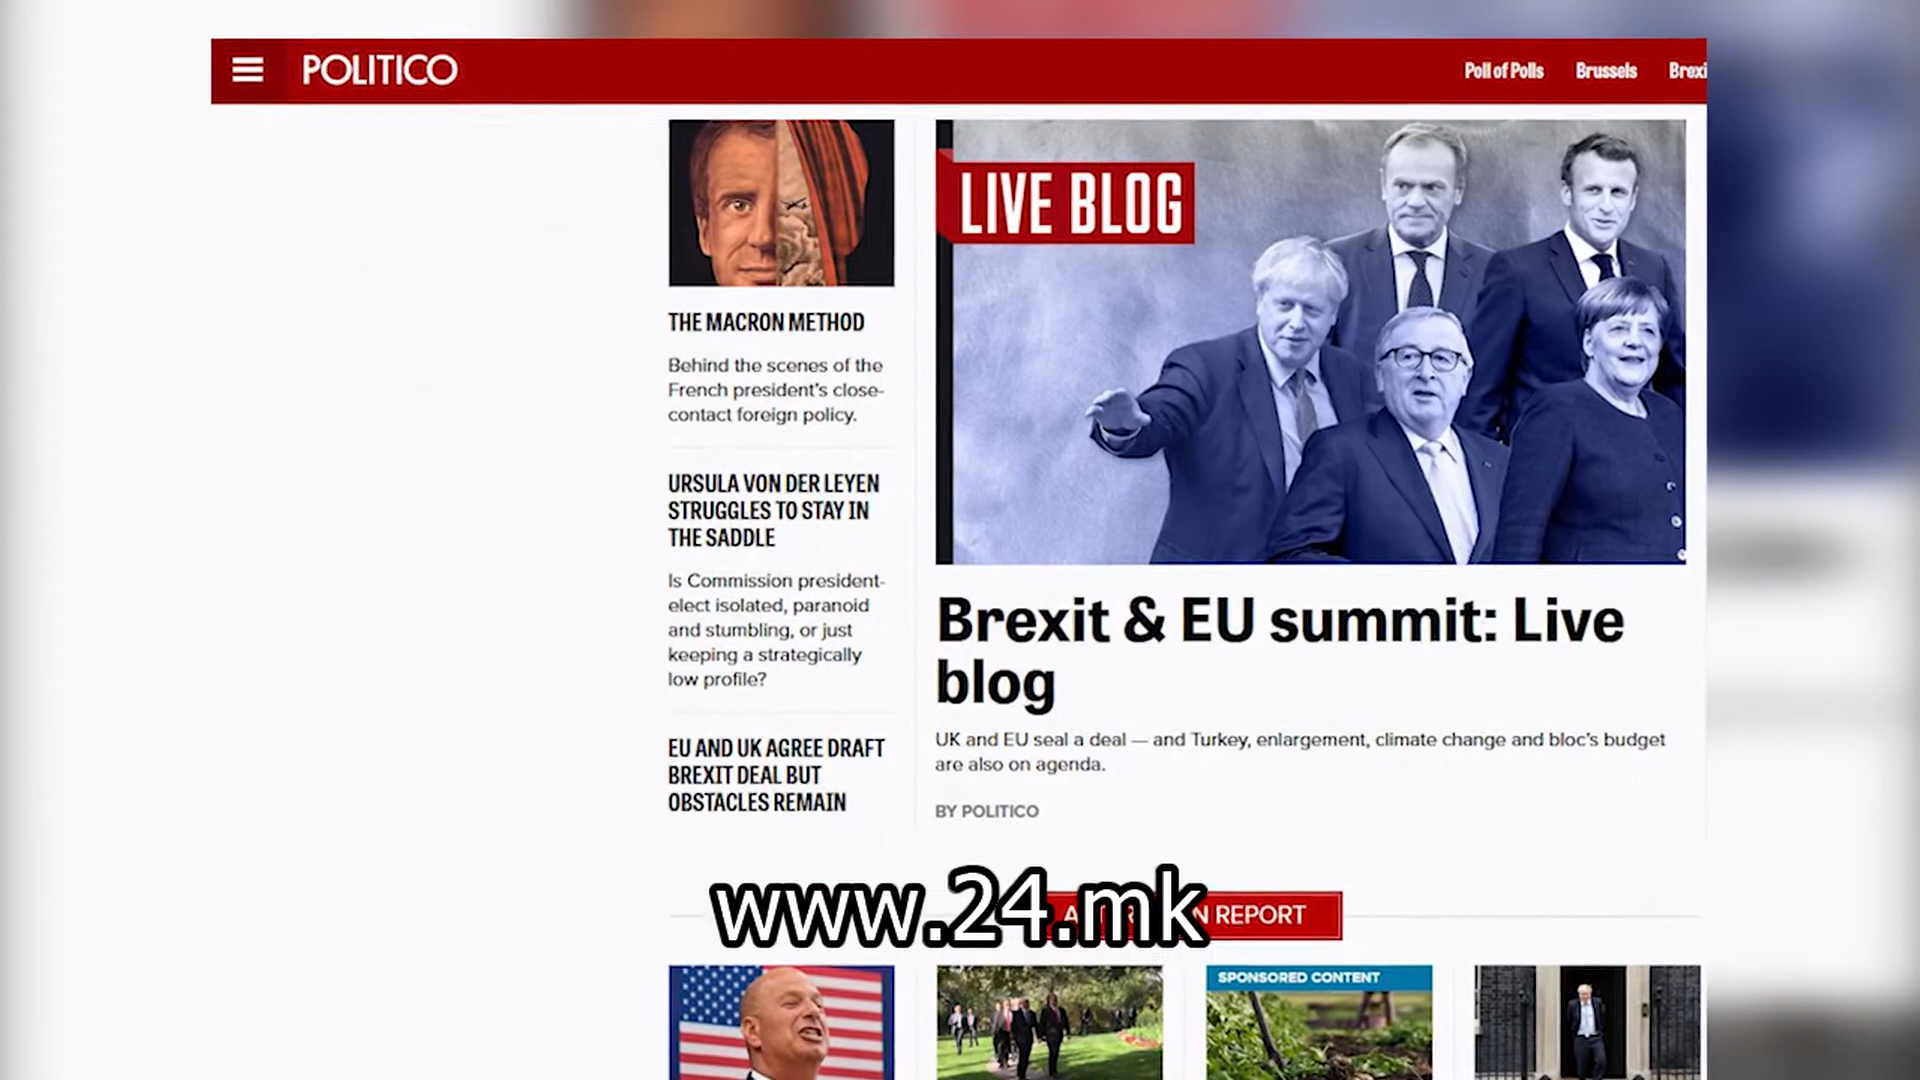 POLITICO
Poll of Polls
Brussels
LIVE BLOG
THE MACRON METHOD
Behind the scenes of the
French president's close-
contact foreign policy.
URSULA VON DER LEYEN
STRUGGLES TO STAY IN
THE SADDLE
Is Commission president-
elect isolated, paranoid
and stumbling, or just
keeping a strategically
low profile?
EU AND UK AGREE DRAFT
BREXIT DEAL BUT
OBSTACLES REMAIN
Brexit & EU summit: Live
blog
UK and EU seal a deal — and Turkey, enlargement, climate change and bloc's budget
are also on agenda.
BY POLITICO
www.24.mk
REPORT
SPONSORED CONTENT